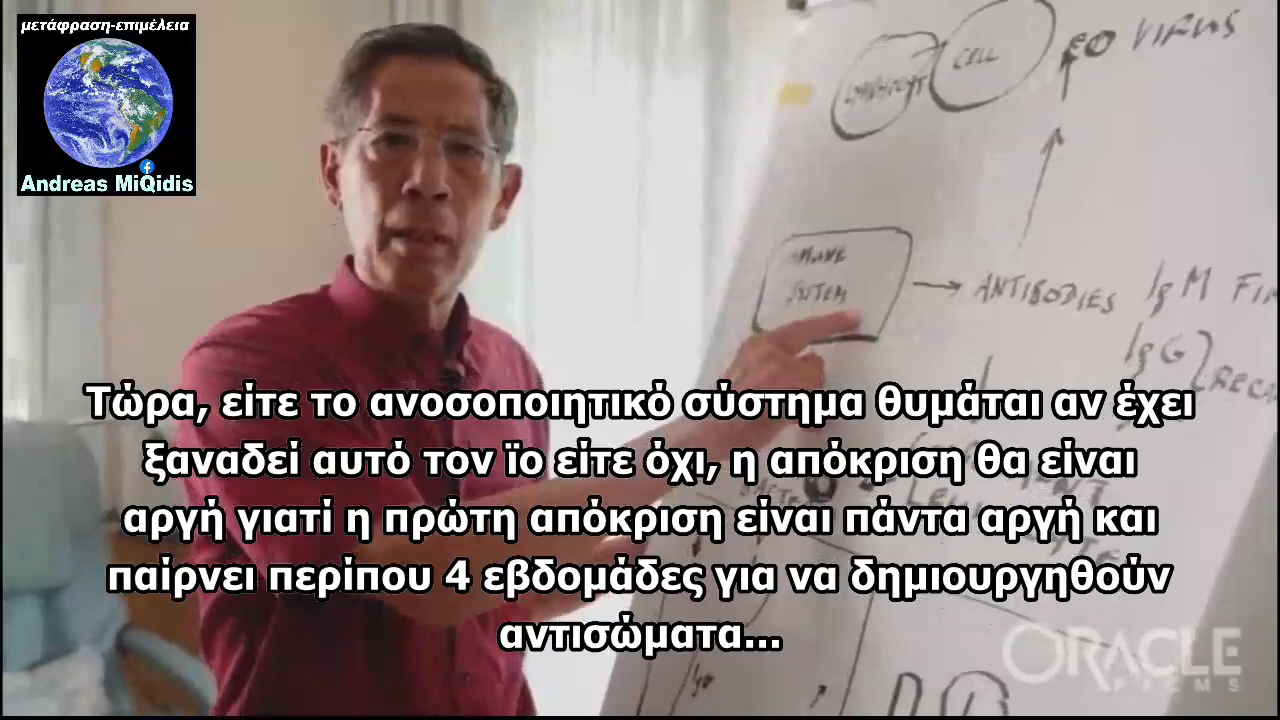 μετάφραση-επιμέλεια
Andreas MiQidis
CELL
VIRUS
ANTIBODIES IgM
IgG
Τώρα, είτε το ανοσοποιητικό σύστημα θυμάται αν έχει
ξαναδεί αυτό τον ϊο είτε όχι, η απόκριση θα είναι
αργή γιατί η πρώτη απόκριση είναι πάντα αργή και
παίρνει περίπου 4 εβδομάδες για να δημιουργηθούν
αντισώματα...
ORACLE
FILMS